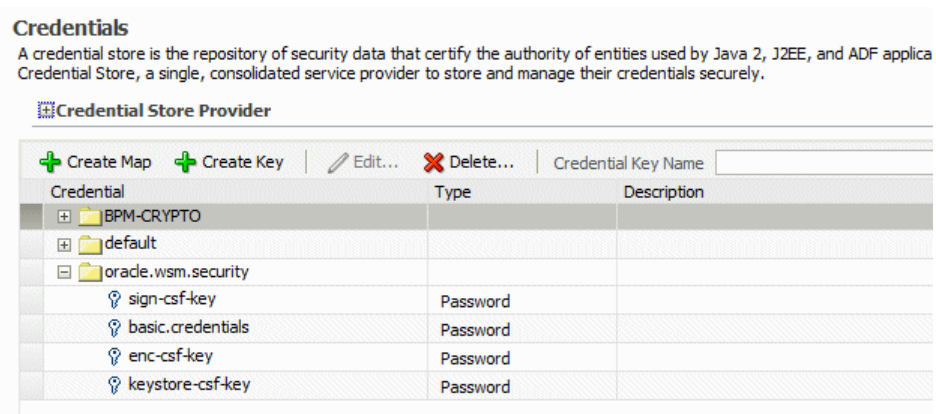 Credentials
A credential store is the repository of security data that certify the authority of entities used by Java 2, J2EE, and ADF applica
Credential Store, a single, consolidated service provider to store and manage their credentials securely.
Credential Store Provider
Create Map Create Key Edit... Delete... Credential Key Name
Credential Type Description
BPM-CRYPTO
default
oracle.wsm.security
sign-csf-key Password
basic.credentials Password
enc-csf-key Password
keystore-csf-key Password